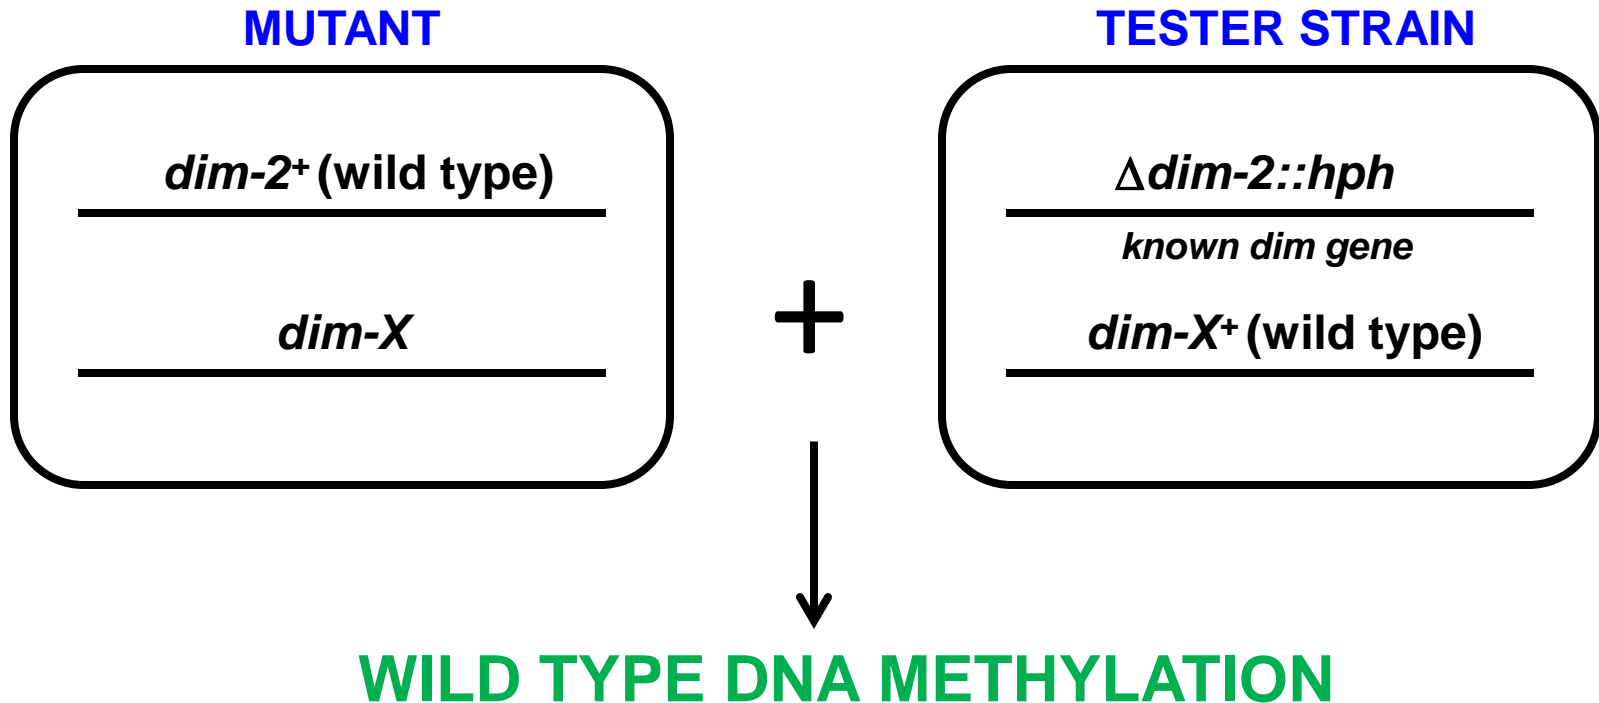 MUTANT
TESTER STRAIN
dim-2+ (wild type)
dim-X
+
Δdim-2::hph
known dim gene
dim-X+ (wild type)
WILD TYPE DNA METHYLATION